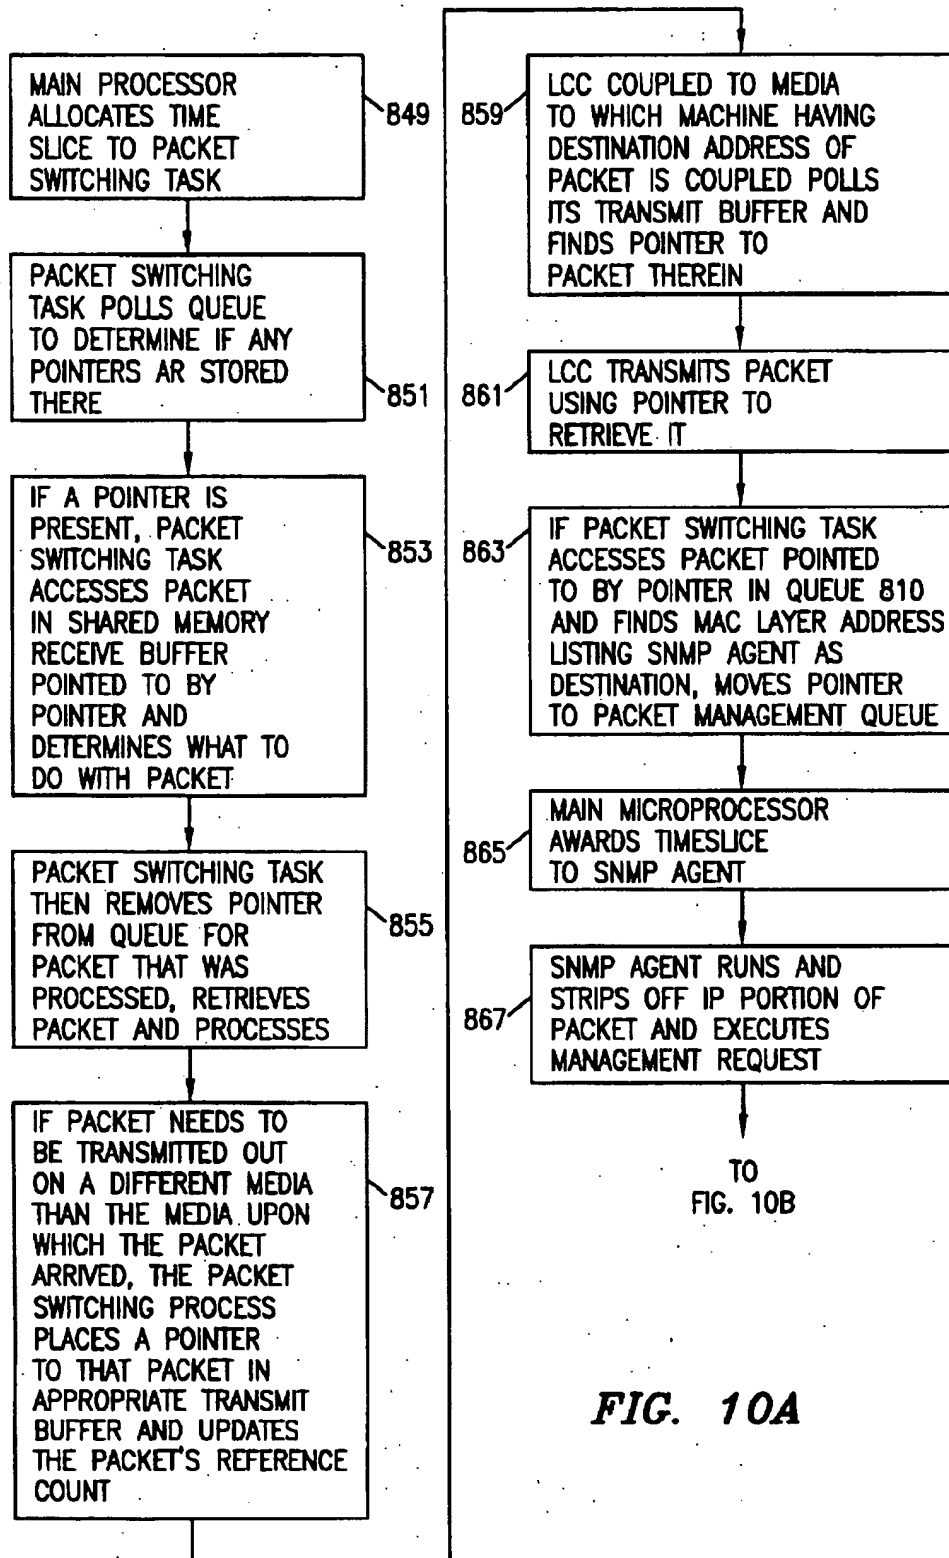 MAIN PROCESSOR
ALLOCATES TIME
SLICE TO PACKET
SWITCHING TASK
849
PACKET SWITCHING
TASK POLLS QUEUE
TO DETERMINE IF ANY
POINTERS AR STORED
THERE
851
IF A POINTER IS
PRESENT, PACKET
SWITCHING TASK
ACCESSES PACKET
IN SHARED MEMORY
RECEIVE BUFFER
POINTED TO BY
POINTER AND
DETERMINES WHAT TO
DO WITH PACKET
853
PACKET SWITCHING TASK
THEN REMOVES POINTER
FROM QUEUE FOR
PACKET THAT WAS
PROCESSED, RETRIEVES
PACKET AND PROCESSES
855
IF PACKET NEEDS TO
BE TRANSMITTED OUT
ON A DIFFERENT MEDIA
THAN THE MEDIA UPON
WHICH THE PACKET
ARRIVED, THE PACKET
SWITCHING PROCESS
PLACES A POINTER
TO THAT PACKET IN
APPROPRIATE TRANSMIT
BUFFER AND UPDATES
THE PACKET'S REFERENCE
COUNT
857
859
LCC COUPLED TO MEDIA
TO WHICH MACHINE HAVING
DESTINATION ADDRESS OF
PACKET IS COUPLED POLLS
ITS TRANSMIT BUFFER AND
FINDS POINTER TO
PACKET THEREIN
861
LCC TRANSMITS PACKET
USING POINTER TO
RETRIEVE IT
863
IF PACKET SWITCHING TASK
ACCESSES PACKET POINTED
TO BY POINTER IN QUEUE 810
AND FINDS MAC LAYER ADDRESS
LISTING SNMP AGENT AS
DESTINATION, MOVES POINTER
TO PACKET MANAGEMENT QUEUE
865
MAIN MICROPROCESSOR
AWARDS TIMESLICE
TO SNMP AGENT
867
SNMP AGENT RUNS AND
STRIPS OFF IP PORTION OF
PACKET AND EXECUTES
MANAGEMENT REQUEST
TO
FIG. 10B
FIG. 10A